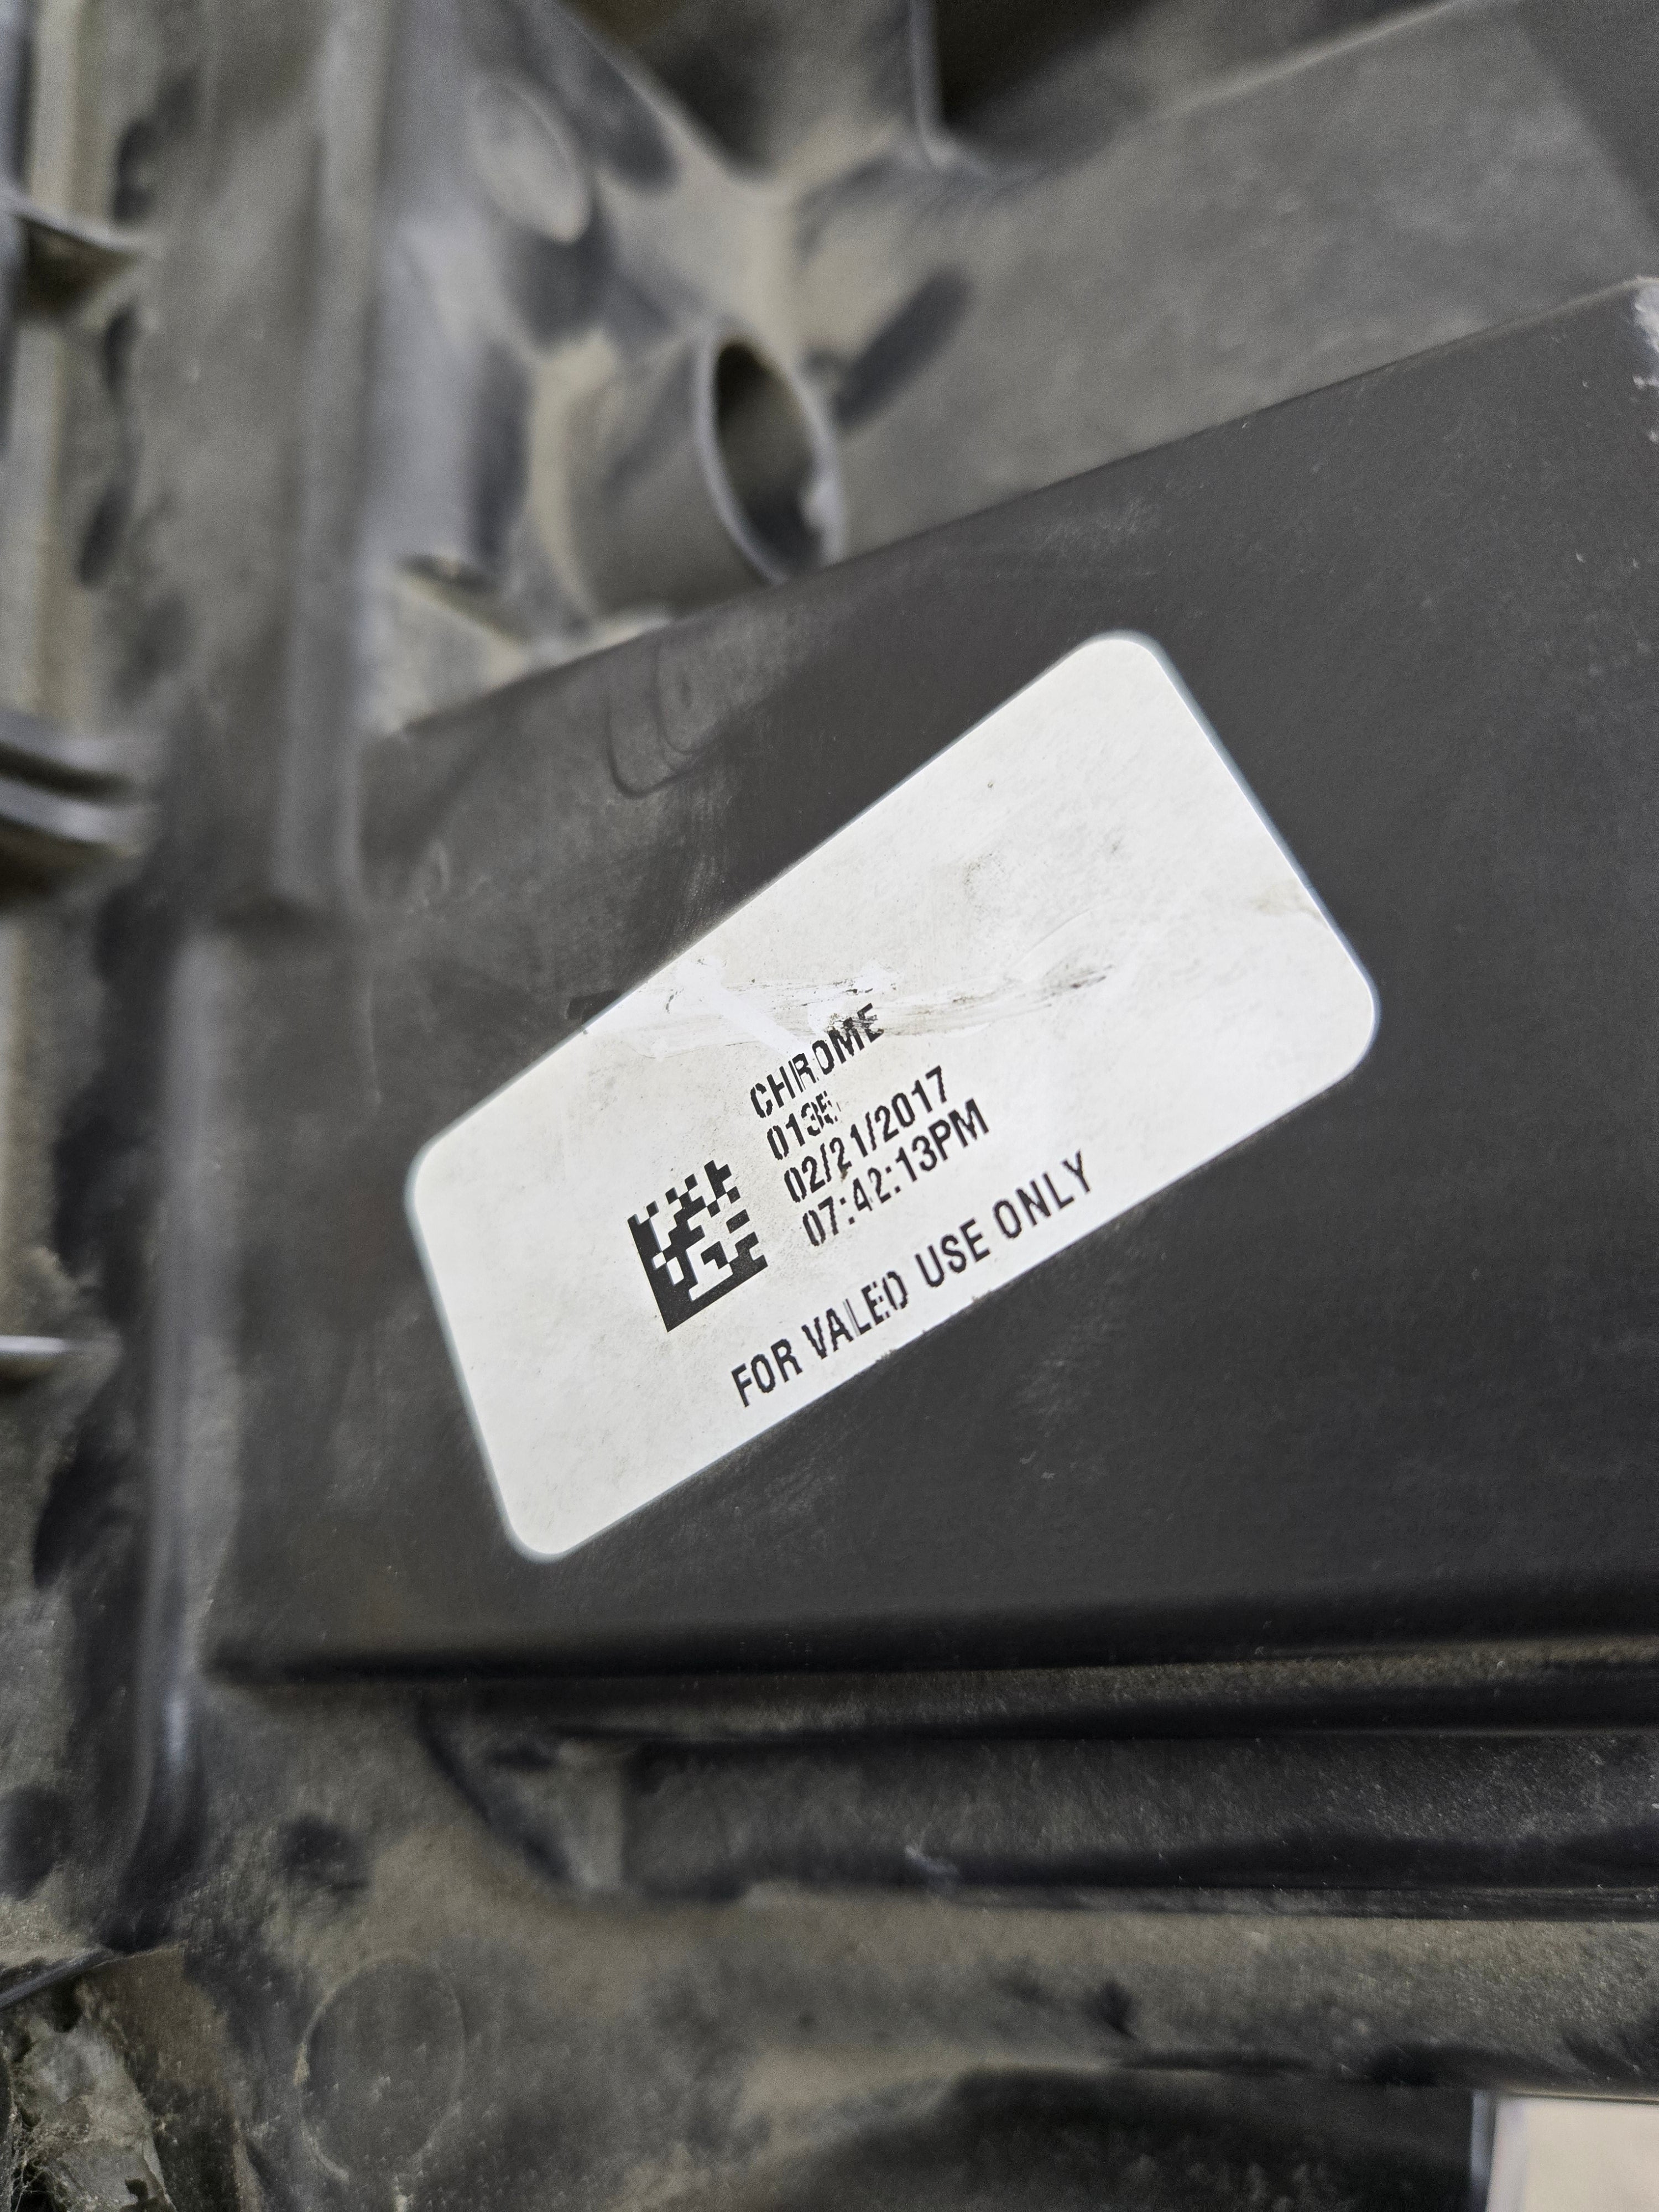 CHROME
02/21/2017
07:42:13PM
FOR VALEO USE ONLY